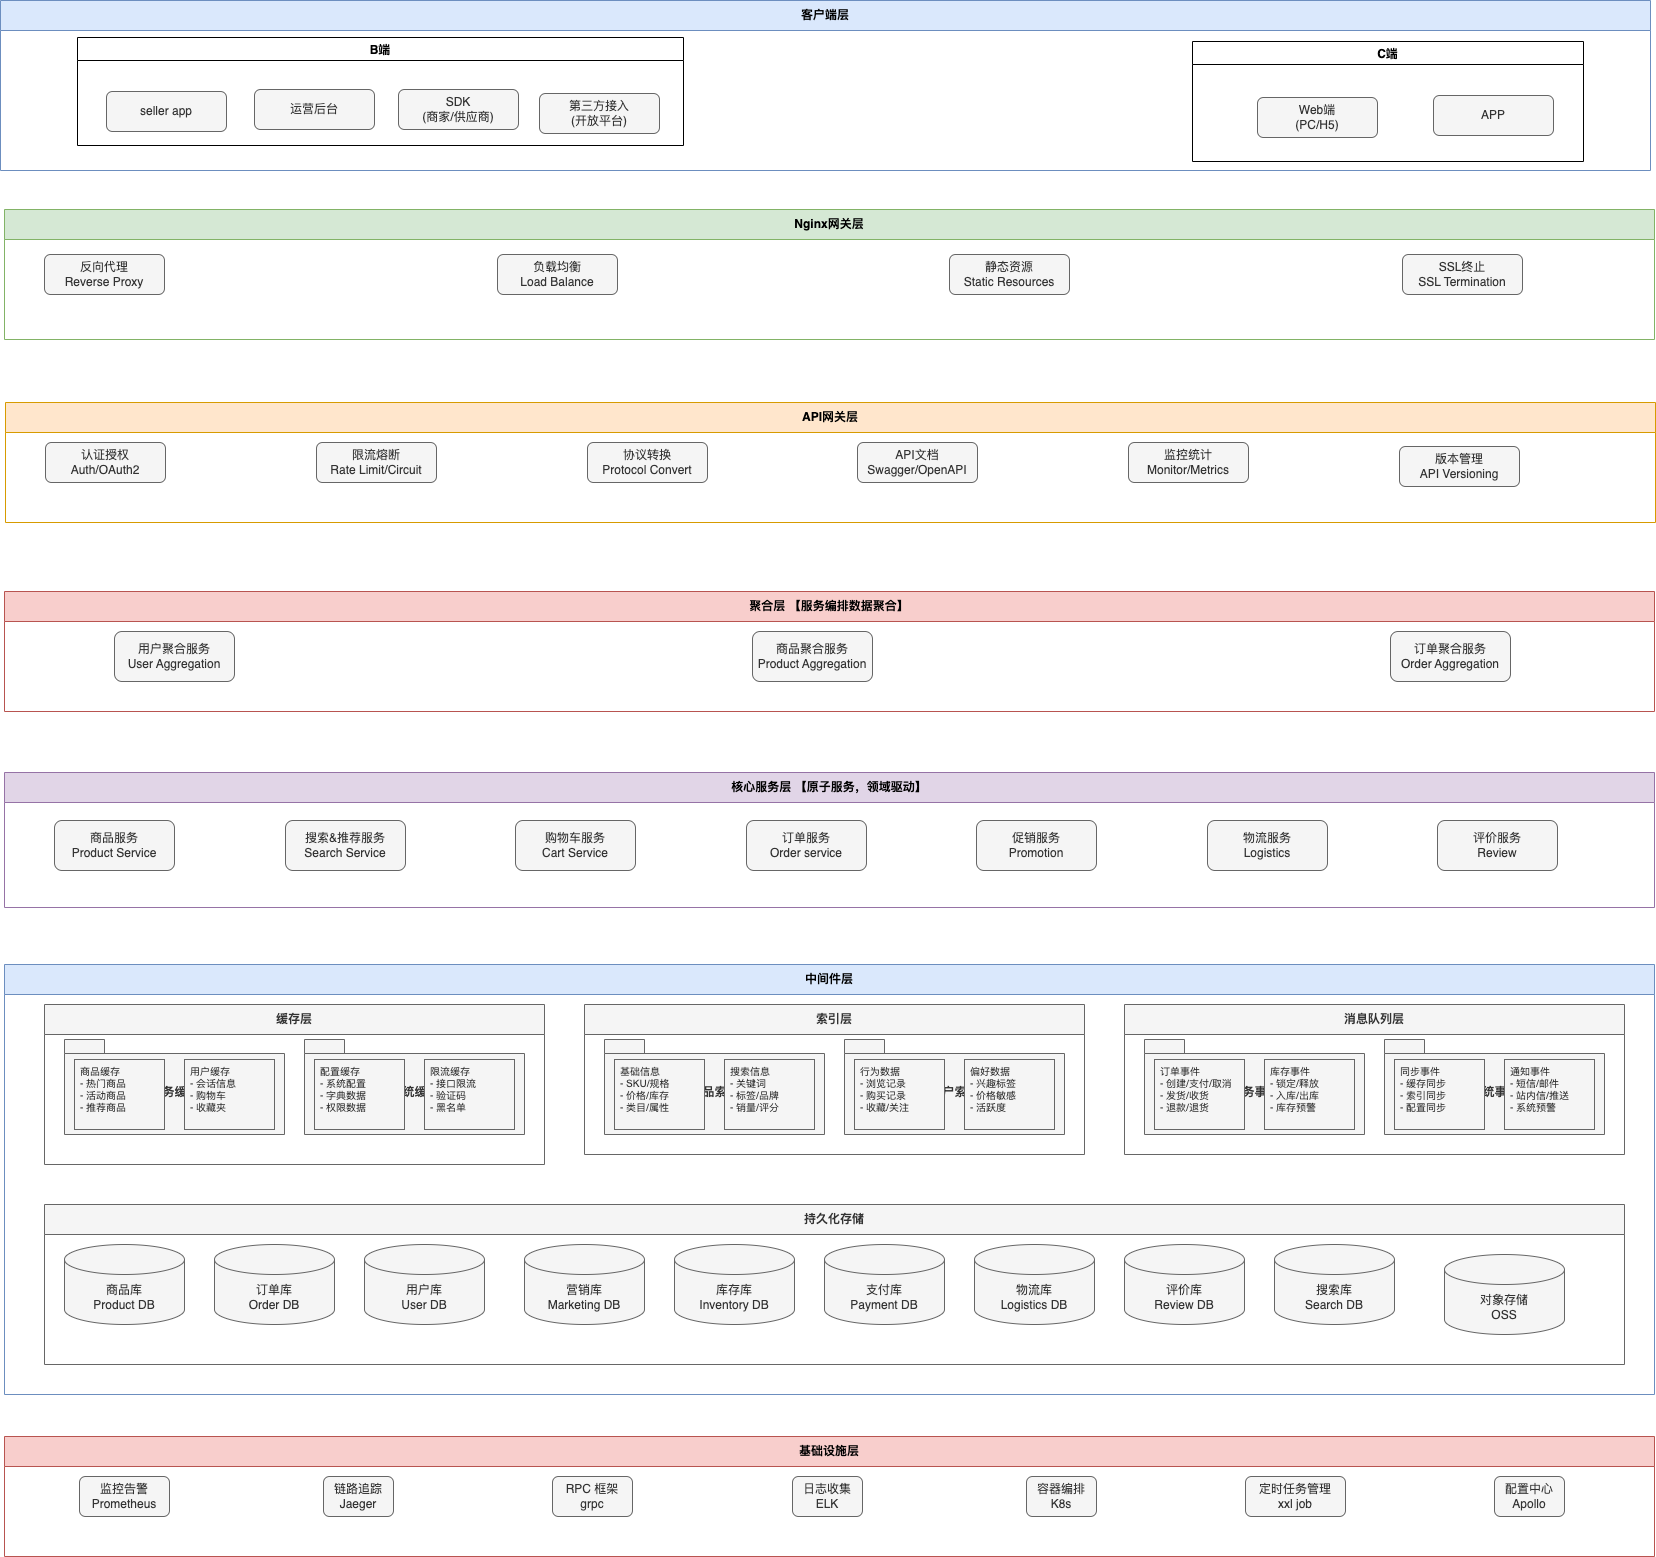 客户端层
B端
seller app
运营后台
SDK
(商家/供应商)
第三方接入
(开放平台)
C端
Web端
(PC/H5)
APP
Nginx网关层
反向代理
Reverse Proxy
负载均衡
Load Balance
静态资源
Static Resources
SSL终止
SSL Termination
API网关层
认证授权
Auth/OAuth2
限流熔断
Rate Limit/Circuit
协议转换
Protocol Convert
API文档
Swagger/OpenAPI
监控统计
Monitor/Metrics
版本管理
API Versioning
聚合层 【服务编排数据聚合】
用户聚合服务
User Aggregation
商品聚合服务
Product Aggregation
订单聚合服务
Order Aggregation
核心服务层 【原子服务，领域驱动】
商品服务
Product Service
搜索&推荐服务
Search Service
购物车服务
Cart Service
订单服务
Order service
促销服务
Promotion
物流服务
Logistics
评价服务
Review
中间件层
缓存层
商品缓存
- 热门商品
- 活动商品
- 推荐商品
务缓
用户缓存
- 会话信息
- 购物车
- 收藏夹
配置缓存
- 系统配置
- 字典数据
- 权限数据
统缓
限流缓存
- 接口限流
- 验证码
- 黑名单
索引层
基础信息
- SKU/规格
- 价格/库存
- 类目/属性
品索
搜索信息
- 关键词
- 标签/品牌
- 销量/评分
行为数据
- 浏览记录
- 购买记录
- 收藏/关注
户索
偏好数据
- 兴趣标签
- 价格敏感
- 活跃度
消息队列层
订单事件
- 创建/支付/取消
- 发货/收货
- 退款/退货
务事
库存事件
- 锁定/释放
- 入库/出库
- 库存预警
同步事件
- 缓存同步
- 索引同步
- 配置同步
统事
通知事件
- 短信/邮件
- 站内信/推送
- 系统预警
持久化存储
商品库
Product DB
订单库
Order DB
用户库
User DB
营销库
Marketing DB
库存库
Inventory DB
支付库
Payment DB
物流库
Logistics DB
评价库
Review DB
搜索库
Search DB
对象存储
OSS
基础设施层
监控告警
Prometheus
链路追踪
Jaeger
RPC 框架
grpc
日志收集
ELK
容器编排
K8s
定时任务管理
xxl job
配置中心
Apollo